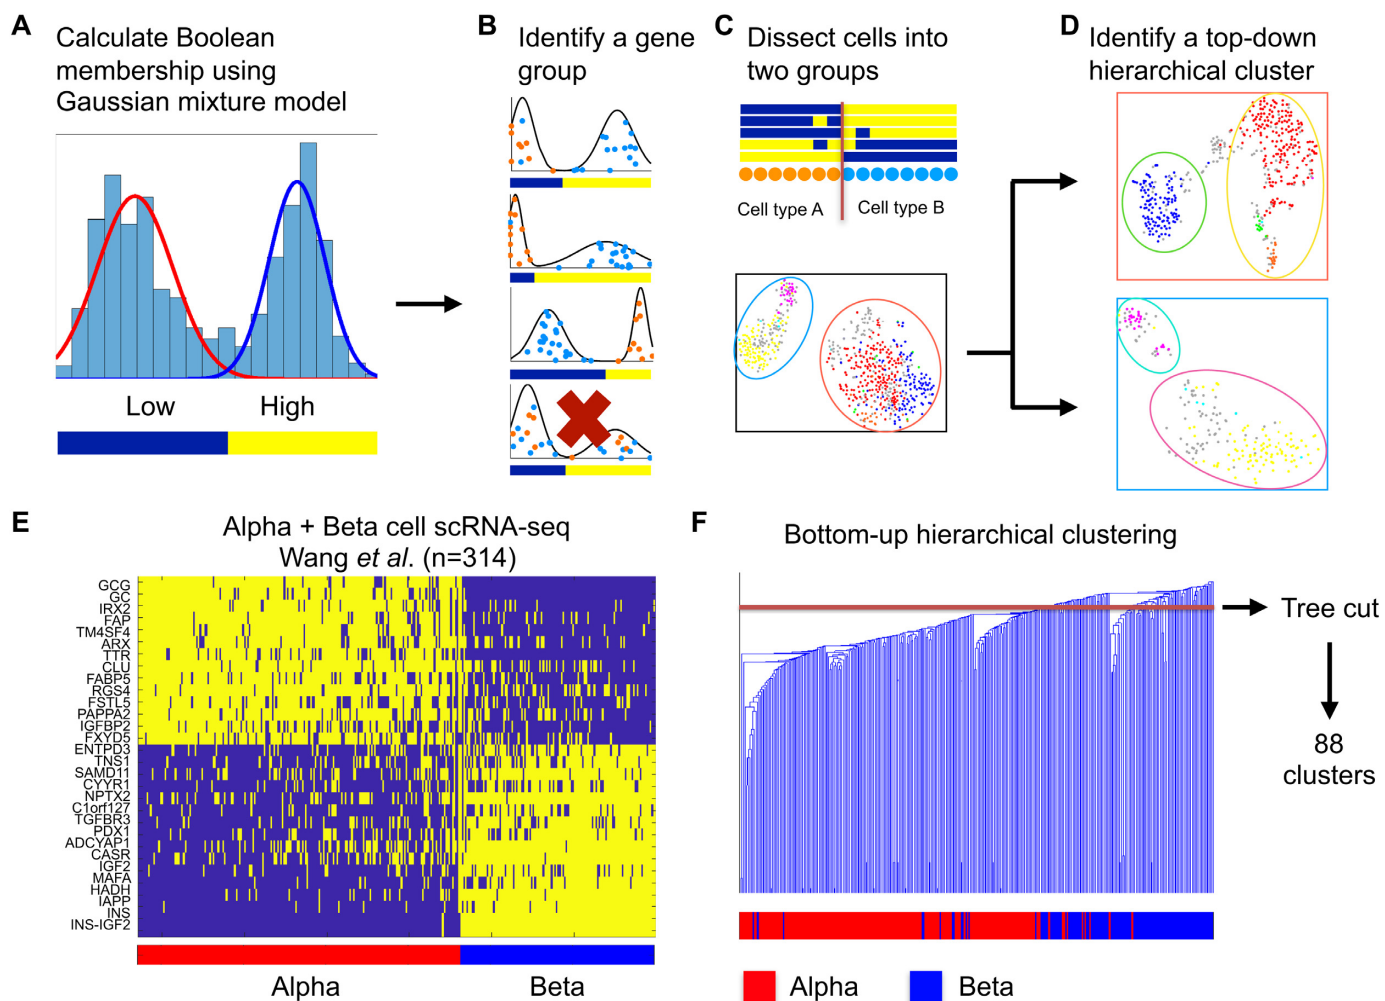 A
Calculate Boolean
membership using
Gaussian mixture model
Low
High
B
Identify a gene
group
C
Dissect cells into
two groups
Cell type A
Cell type B
D
Identify a top-down
hierarchical cluster
E
Alpha + Beta cell scRNA-seq
Wang et al. (n=314)
GCG
GC
IRX2
FAP
TM4SF4
ARX
TTR
CLU
FABP5
RGS4
FSTL5
PAPPA2
IGFBP2
FXYD5
ENTPD3
TNS1
SAMD11
CYYR1
NPTX2
C1orf127
TGFBR3
PDX1
ADCYAP1
CASR
IGF2
MAFA
HADH
IAPP
INS
INS-IGF2
Alpha
Beta
F
Bottom-up hierarchical clustering
Tree cut
88
clusters
Alpha
Beta